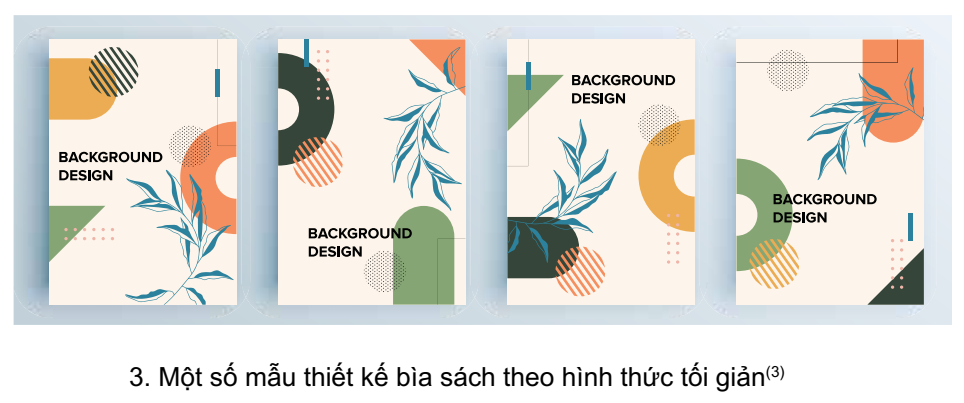 BACKGROUND
DESIGN
BACKGROUND
DESIGN
BACKGROUND
DESIGN
BACKGROUND
DESIGN
3. Một số mẫu thiết kế bìa sách theo hình thức tối giản(3)